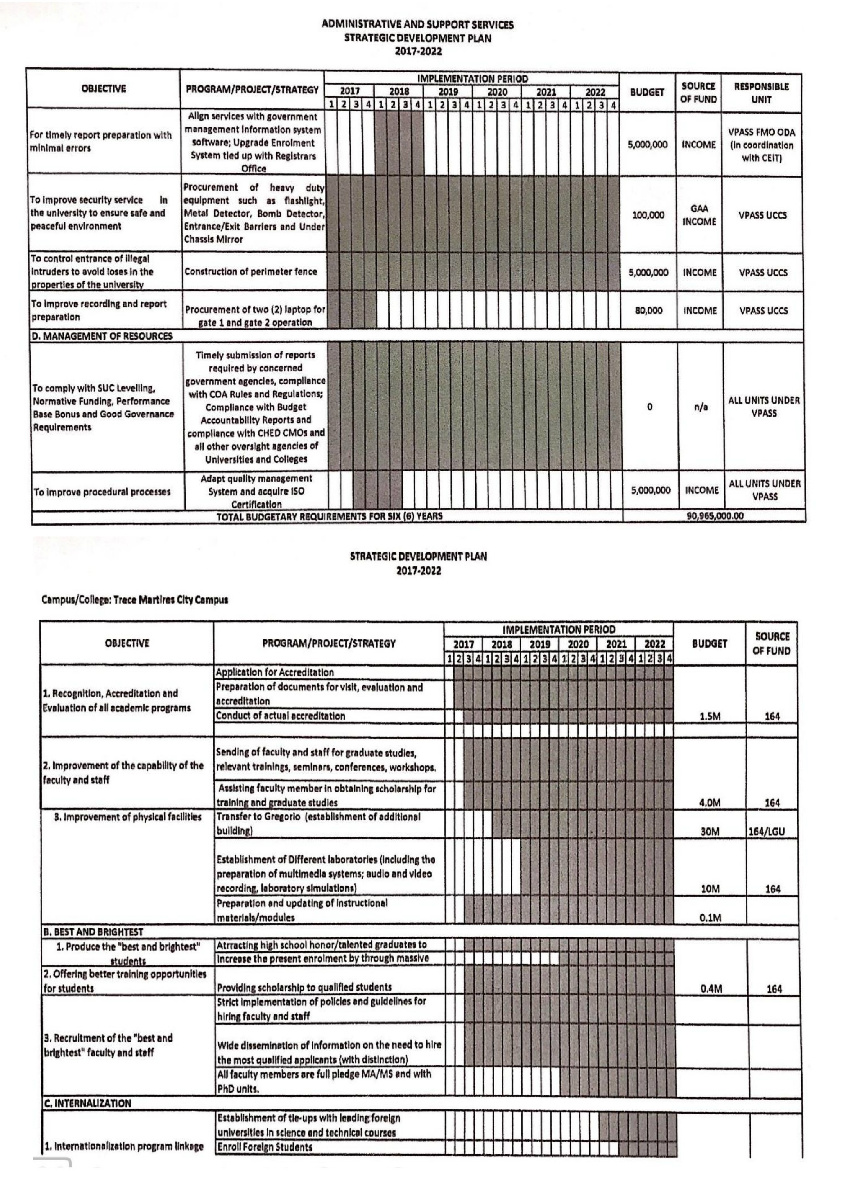 ADMINISTRATIVE AND SUPPORT SERVICES
STRATEGIC DEVELOPMENT PLAN
2017-2022
OBJECTIVE
PROGRAM/PROJECT/STRATEGY
IMPLEMENTATION PERIOD
2017 2018 2019 2020 2021 2022
1 2 3 4 1 2 3 4 1 2 3 4 1 2 3 4 1 2 3 4 1 2 3 4
BUDGET
SOURCE
OF FUND
RESPONSIBLE
UNIT
For timely report preparation with
minimal errors
Align services with government
management information system
software; Upgrade Enrolment
System tied up with Registrars
Office
5,000,000
INCOME
VPASS FMO ODA
(in coordination
with CEIT)
To improve security service in
the university to ensure safe and
peaceful environment
Procurement of heavy duty
equipment such as flashlight,
Metal Detector, Bomb Detector,
Entrance/Exit Barriers and Under
Chassis Mirror
100,000
GAA
INCOME
VPASS UCCS
To control entrance of illegal
intruders to avoid loses in the
properties of the university
Construction of perimeter fence
5,000,000
INCOME
VPASS UCCS
To improve recording and report
preparation
Procurement of two (2) laptop for
gate 1 and gate 2 operation
80,000
INCOME
VPASS UCCS
D. MANAGEMENT OF RESOURCES
To comply with SUC Levelling,
Normative Funding, Performance
Base Bonus and Good Governance
Requirements
Timely submission of reports
required by concerned
government agencies, compliance
with COA Rules and Regulations;
Compliance with Budget
Accountability Reports and
compliance with CHED CMOs and
all other oversight agencies of
Universities and Colleges
0
n/a
ALL UNITS UNDER
VPASS
To improve procedural processes
Adapt quality management
System and acquire ISO
Certification
5,000,000
INCOME
ALL UNITS UNDER
VPASS
TOTAL BUDGETARY REQUIREMENTS FOR SIX (6) YEARS
90,965,000.00
STRATEGIC DEVELOPMENT PLAN
2017-2022
Campus/College: Trece Martires City Campus
OBJECTIVE
PROGRAM/PROJECT/STRATEGY
IMPLEMENTATION PERIOD
2017 2018 2019 2020 2021 2022
1 2 3 4 1 2 3 4 1 2 3 4 1 2 3 4 1 2 3 4 1 2 3 4
BUDGET
SOURCE
OF FUND
1. Recognition, Accreditation and
Evaluation of all academic programs
Application for Accreditation
Preparation of documents for visit, evaluation and
accreditation
Conduct of actual accreditation
1.5M
164
2. Improvement of the capability of the
faculty and staff
Sending of faculty and staff for graduate studies,
relevant trainings, seminars, conferences, workshops.
Assisting faculty member in obtaining scholarship for
training and graduate studies
4.0M
164
3. Improvement of physical facilities
Transfer to Gregorio (establishment of additional
building)
30M
164/LGU
Establishment of Different laboratories (including the
preparation of multimedia systems; audio and video
recording, laboratory simulations)
10M
164
Preparation and updating of instructional
materials/modules
0.1M
B. BEST AND BRIGHTEST
1. Produce the "best and brightest"
students
Atrracting high school honor/talented graduates to
increase the present enrolment by through massive
2. Offering better training opportunities
for students
Providing scholarship to qualified students
0.4M
164
3. Recruitment of the "best and
brightest" faculty and staff
Strict implementation of policies and guidelines for
hiring faculty and staff
Wide dissemination of information on the need to hire
the most qualified applicants (with distinction)
All faculty members are full pledge MA/MS and with
PhD units.
C. INTERNALIZATION
1. Internationalization program linkage
Establishment of tie-ups with leading foreign
universities in science and technical courses
Enroll Foreign Students